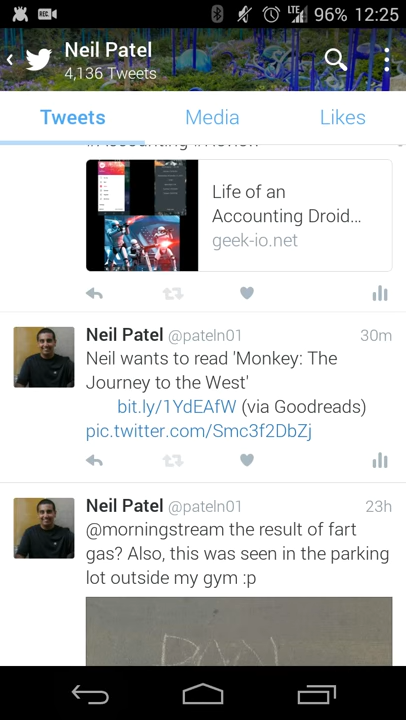 REC
LTE
96%
12:25
Neil Patel
4,136 Tweets
Tweets
Media
Likes
Life of an
Accounting Droid...
geek-io.net
Neil Patel @pateln01
30m
Neil wants to read 'Monkey: The
Journey to the West'
bit.ly/1YdEAfW (via Goodreads)
pic.twitter.com/Smc3f2DbZj
Neil Patel @pateln01
23h
@morningstream the result of fart
gas? Also, this was seen in the parking
lot outside my gym :p